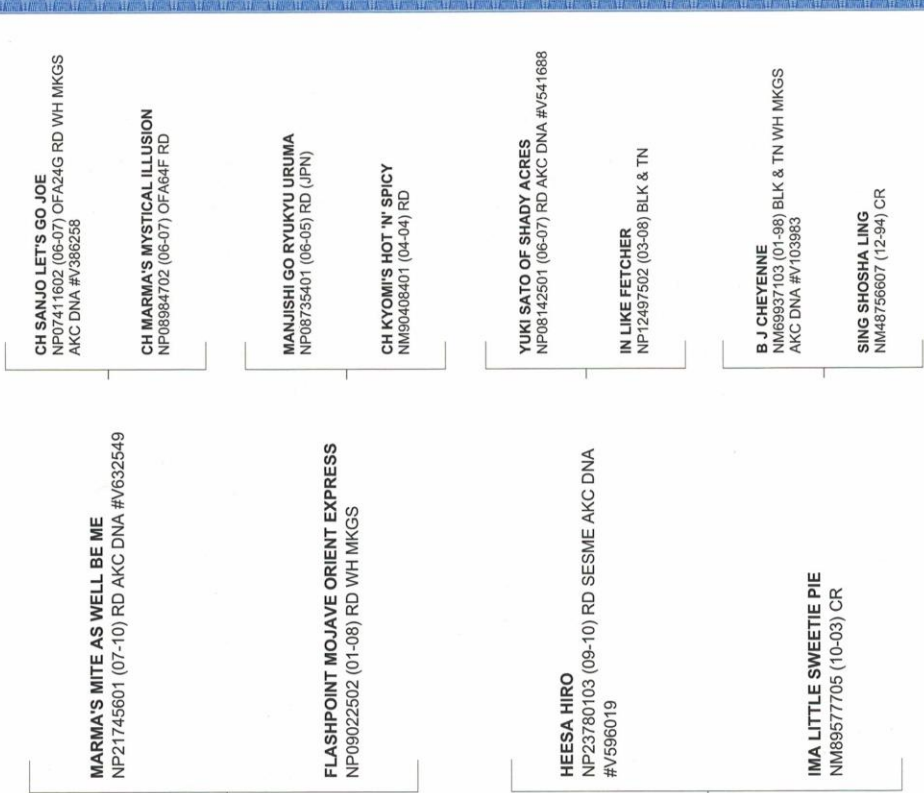 MARMA'S MITE AS WELL BE ME
NP21745601 (07-10) RD AKC DNA #V632549
FLASHPOINT MOJAVE ORIENT EXPRESS
NP09022502 (01-08) RD WH MKGS
HEESA HIRO
NP23780103 (09-10) RD SESME AKC DNA
#V596019
IMA LITTLE SWEETIE PIE
NM89577705 (10-03) CR
CH SANJO LET'S GO JOE
NP07411602 (06-07) OFA24G RD WH MKGS
AKC DNA #V386258
CH MARMA'S MYSTICAL ILLUSION
NP08984702 (06-07) OFA64F RD
MANJISHI GO RYUKYU URUMA
NP08735401 (06-05) RD (JPN)
CH KYOMI'S HOT 'N' SPICY
NM90408401 (04-04) RD
YUKI SATO OF SHADY ACRES
NP08142501 (06-07) RD AKC DNA #V541688
IN LIKE FETCHER
NP12497502 (03-08) BLK & TN
B J CHEYENNE
NM69937103 (01-98) BLK & TN WH MKGS
AKC DNA #V103983
SING SHOSHA LING
NM48756607 (12-94) CR